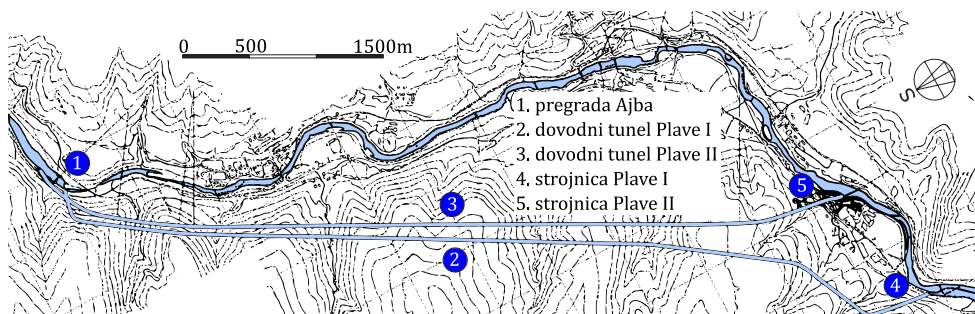 0 500 1500m
S
1. pregrada Ajba
2. dovodni tunel Plave I
3. dovodni tunel Plave II
4. strojnica Plave I
5. strojnica Plave II
1
5
3
2
4